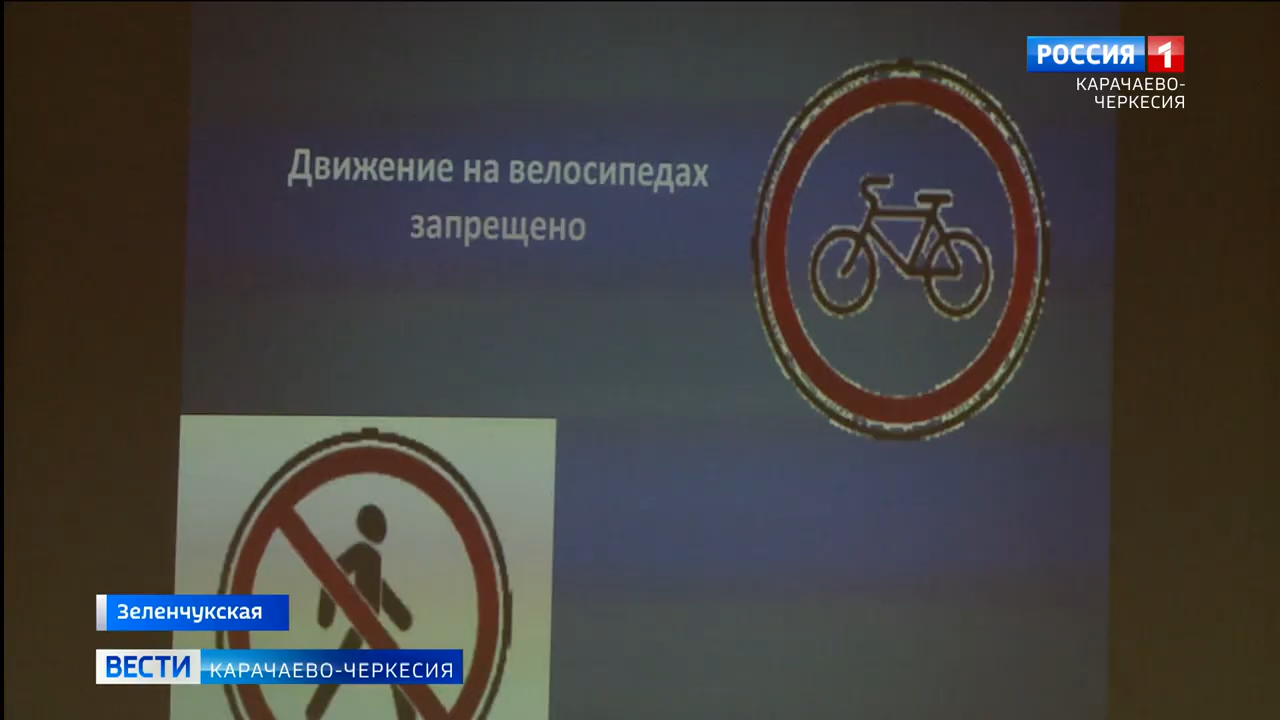 РОССИЯ 1
КАРАЧАЕВО-
ЧЕРКЕСИЯ
Движение на велосипедах
запрещено
Зеленчукская
ВЕСТИ КАРАЧАЕВО-ЧЕРКЕСИЯ